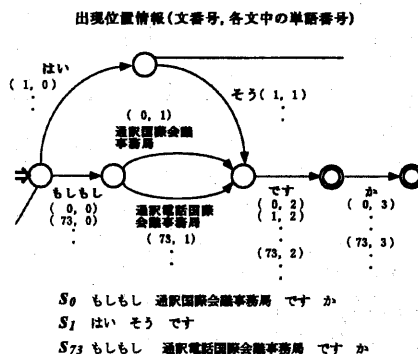 出現位置情報(文番号,各文中の単語番号)
はい
(1, 0)
そう(1, 1)
(0, 1)
通訳国際会議
事務局
もしもし
(0, 0)
(73, 0)
通訳電話国際
会議事務局
(73, 1)
です
(0, 2)
(1, 2)
(73, 2)
か
(0, 3)
(73, 3)
S0 もしもし 通訳国際会議事務局 です か
S1 はい そう です
S73 もしもし 通訳電話国際会議事務局 です か